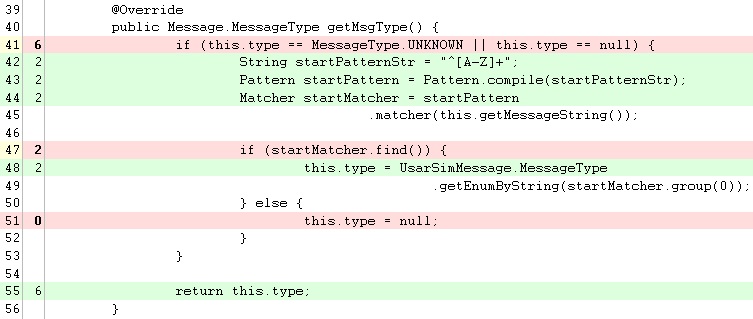 39 @Override
40 public Message.MessageType getMsgType() {
41 6 if (this.type == MessageType.UNKNOWN || this.type == null) {
42 2 String startPatternStr = "^[A-Z]+";
43 2 Pattern startPattern = Pattern.compile(startPatternStr);
44 2 Matcher startMatcher = startPattern
45 .matcher(this.getMessageString());
46
47 2 if (startMatcher.find()) {
48 2 this.type = UsarSimMessage.MessageType
49 .getEnumByString(startMatcher.group(0));
50 } else {
51 0 this.type = null;
52 }
53 }
54
55 6 return this.type;
56 }